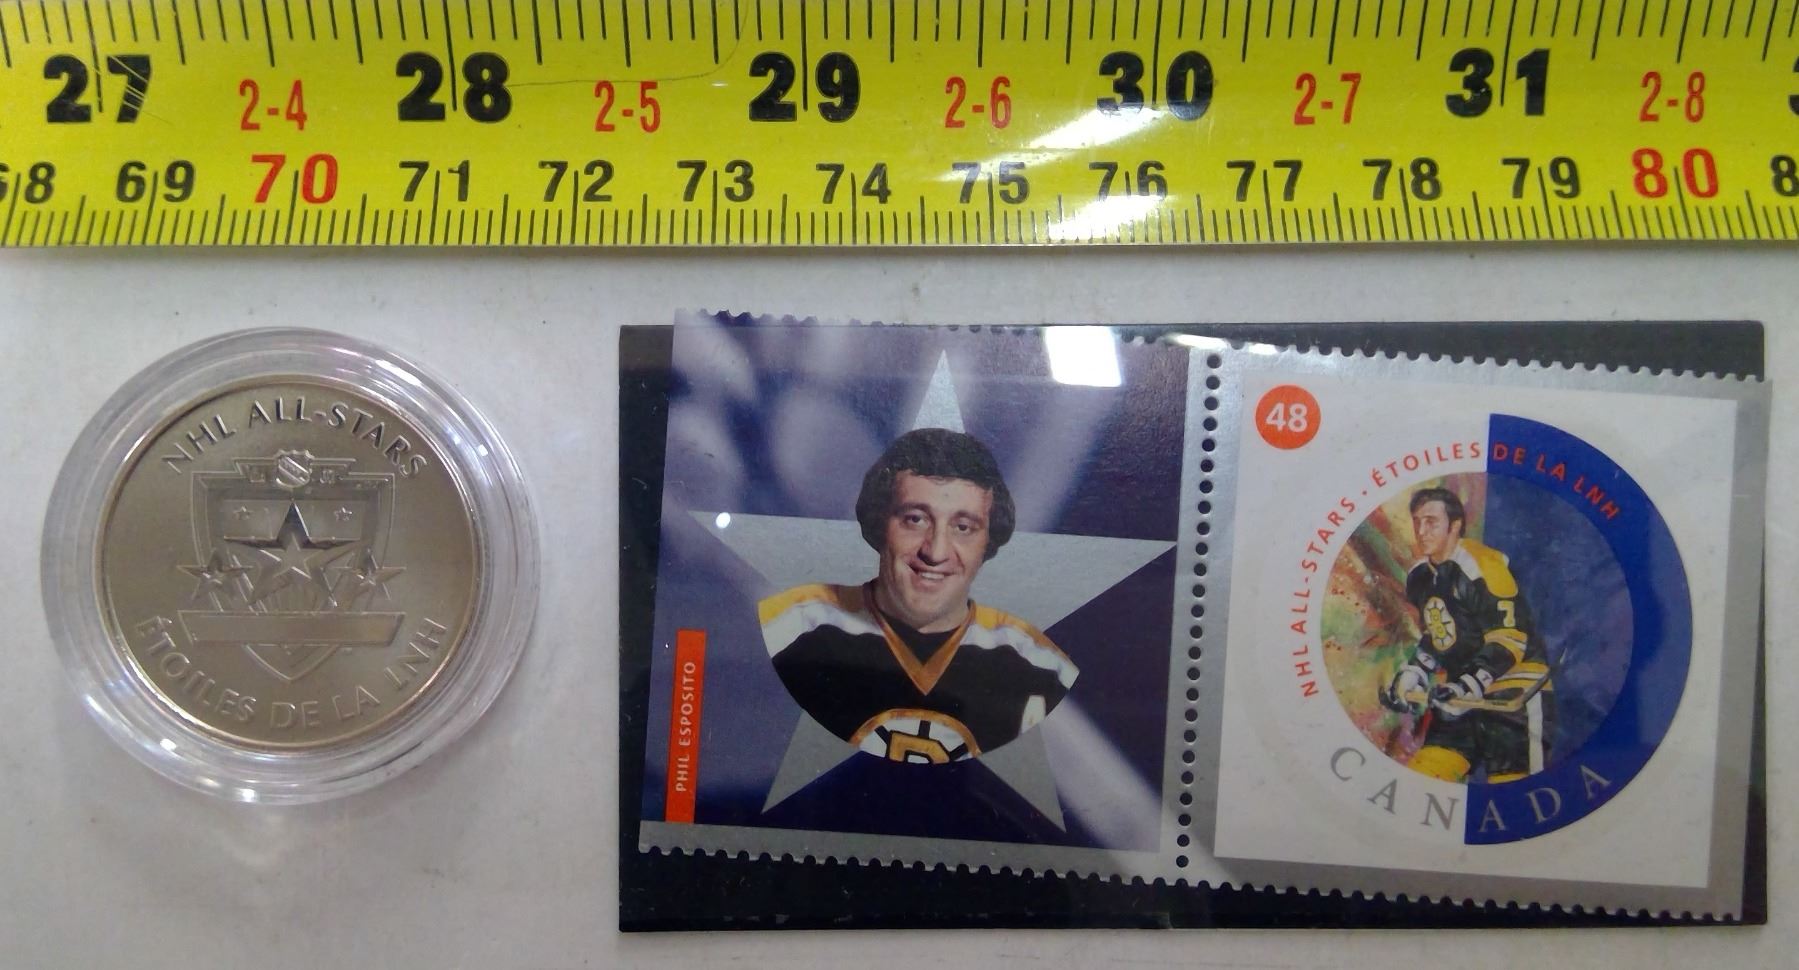 27 2-4 28 2-5 29 2-6 30 2-7 31 2-8
68 69 70 71 72 73 74 75 76 77 78 79 80
NHL ALL-STARS
ÉTOILES DE LA LNH
PHIL ESPOSITO
B
48
NHL ALL-STARS • ÉTOILES DE LA LNH
7
CANADA